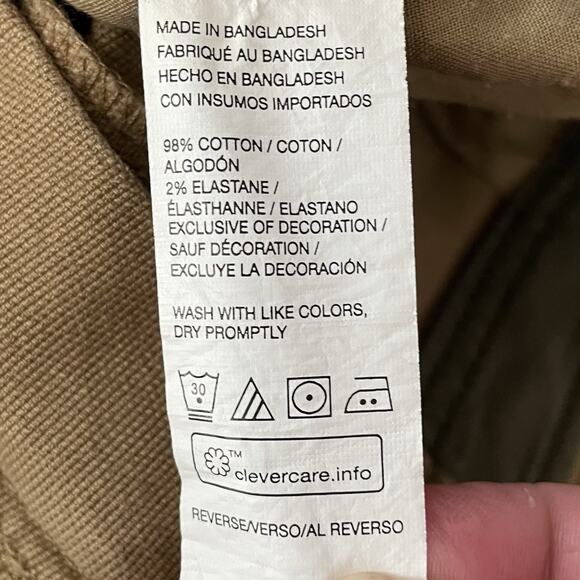 MADE IN BANGLADESH
FABRIQUÉ AU BANGLADESH
HECHO EN BANGLADESH
CON INSUMOS IMPORTADOS
98% COTTON / COTON /
ALGODÓN
2% ELASTANE /
ÉLASTHANNE / ELASTANO
EXCLUSIVE OF DECORATION /
SAUF DÉCORATION /
EXCLUYE LA DECORACIÓN
WASH WITH LIKE COLORS,
DRY PROMPTLY
30
TM
clevercare.info
REVERSE/VERSO/AL REVERSO